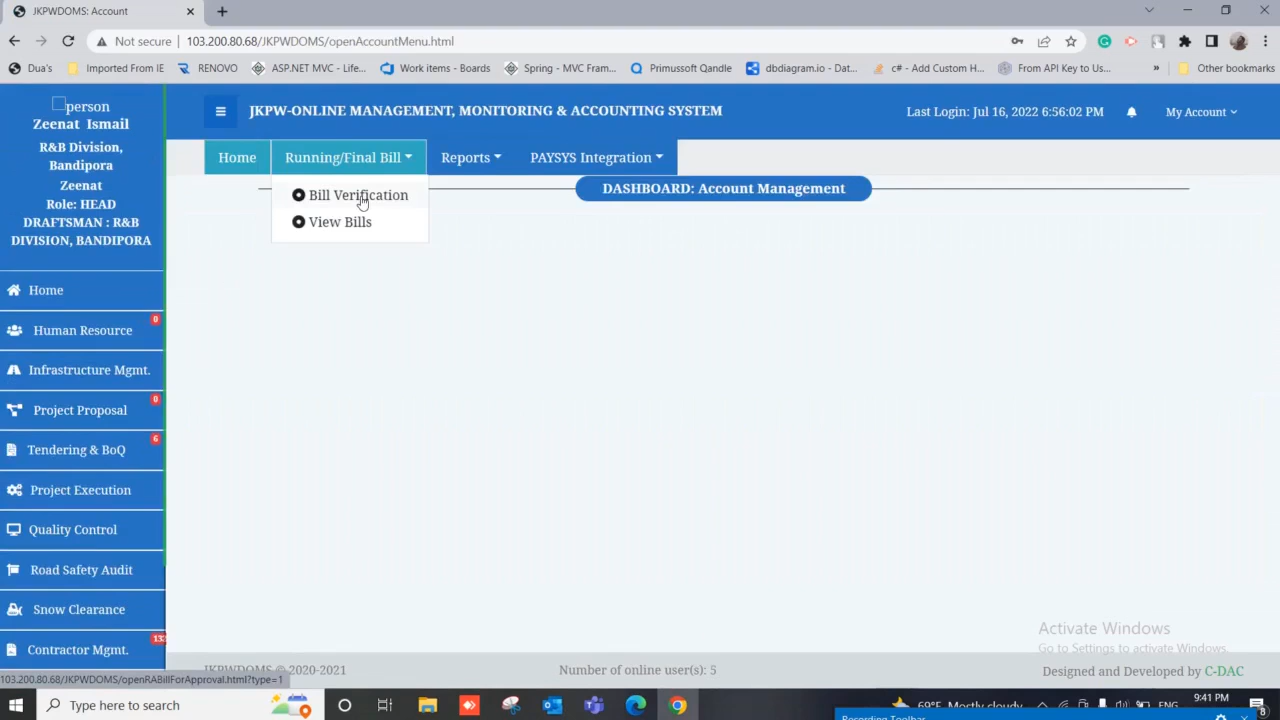 JKPWDOMS: Account
Not secure | 103.200.80.68/JKPWDOMS/openAccountMenu.html
Dua's Imported From IE RENOVO ASP.NET MVC - Life... Work items - Boards Spring - MVC Fram... Primussoft Qandle dbdiagram.io - Dat... c# - Add Custom H... From API Key to Us... » Other bookmarks
person
Zeenat Ismail
R&B Division,
Bandipora
Zeenat
Role: HEAD
DRAFTSMAN : R&B
DIVISION, BANDIPORA
Home
Human Resource 0
Infrastructure Mgmt.
Project Proposal 0
Tendering & BoQ 6
Project Execution
Quality Control
Road Safety Audit
Snow Clearance
Contractor Mgmt.
JKPW-ONLINE MANAGEMENT, MONITORING & ACCOUNTING SYSTEM
Last Login: Jul 16, 2022 6:56:02 PM
My Account
Home Running/Final Bill Reports PAYSYS Integration
Bill Verification
View Bills
DASHBOARD: Account Management
Activate Windows
Go to Settings to activate Windows.
JKPWDOMS © 2020-2021 Number of online user(s): 5 Designed and Developed by C-DAC
103.200.80.68/JKPWDOMS/openRABillForApproval.html?type=1
Type here to search
69°F Mostly cloudy
ENG
9:41 PM
8
Recording Toolbar